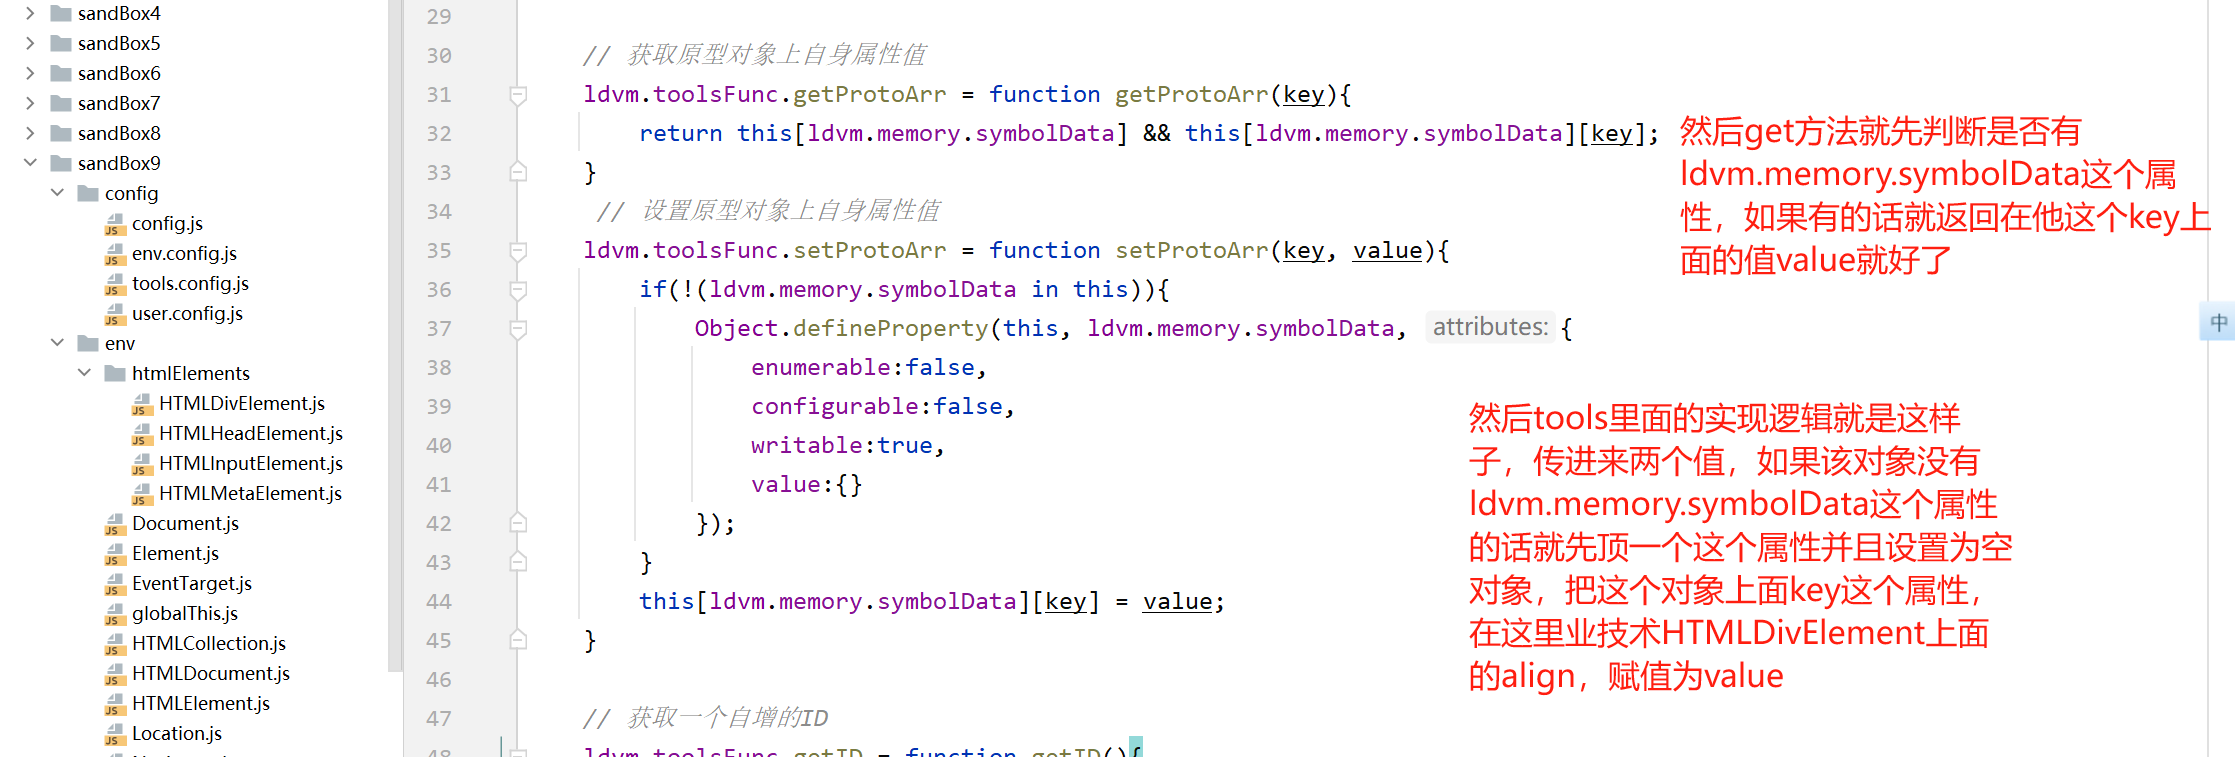 sandBox4
sandBox5
sandBox6
sandBox7
sandBox8
sandBox9
config
config.js
env.config.js
tools.config.js
user.config.js
env
htmlElements
HTMLDivElement.js
HTMLHeadElement.js
HTMLInputElement.js
HTMLMetaElement.js
Document.js
Element.js
EventTarget.js
globalThis.js
HTMLCollection.js
HTMLDocument.js
HTMLElement.js
Location.js
29
30 // 获取原型对象上自身属性值
31 ldvm.toolsFunc.getProtoArr = function getProtoArr(key){
32 return this[ldvm.memory.symbolData] && this[ldvm.memory.symbolData][key];
33 }
34 // 设置原型对象上自身属性值
35 ldvm.toolsFunc.setProtoArr = function setProtoArr(key, value){
36 if(!(ldvm.memory.symbolData in this)){
37 Object.defineProperty(this, ldvm.memory.symbolData, attributes: {
38 enumerable:false,
39 configurable:false,
40 writable:true,
41 value:{}
42 });
43 }
44 this[ldvm.memory.symbolData][key] = value;
45 }
46
47 // 获取一个自增的ID
48 ldvm.toolsFunc.getID = function getID(){
然后get方法就先判断是否有
ldvm.memory.symbolData这个属
性，如果有的话就返回在他这个key上
面的值value就好了
中
然后tools里面的实现逻辑就是这样
子，传进来两个值，如果该对象没有
ldvm.memory.symbolData这个属性
的话就先顶一个这个属性并且设置为空
对象，把这个对象上面key这个属性，
在这里业技术HTMLDivElement上面
的align，赋值为value